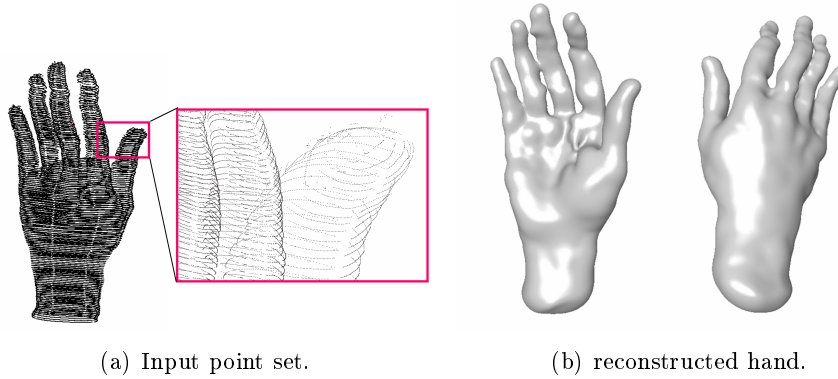 (a) Input point set.
(b) reconstructed hand.